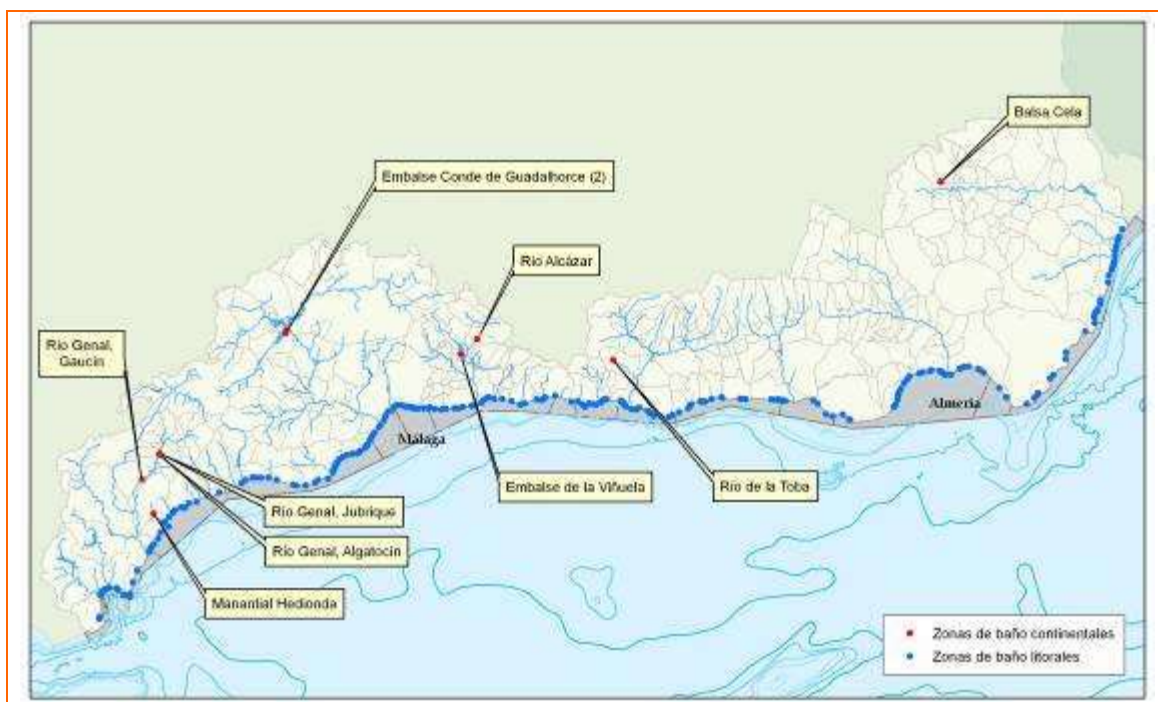 Balsa Cela
Embalse Conde de Guadalhorce (2)
Río Alcázar
Río Genal,
Gaucín
Málaga
Almería
Embalse de la Viñuela
Río de la Toba
Río Genal, Jubrique
Río Genal, Algatocín
Manantial Hedionda
Zonas de baño continentales
Zonas de baño litorales